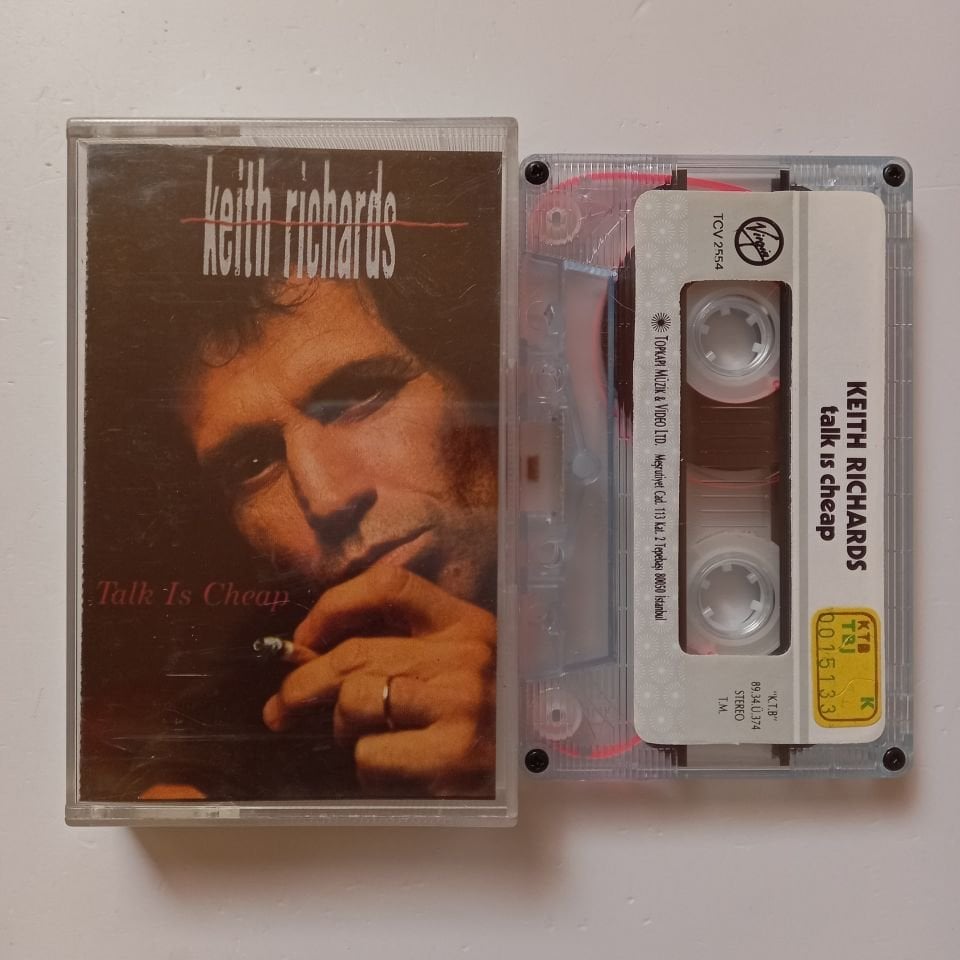 keith richards
Talk Is Cheap
Virgin
TCV 2554
TOPKAPI MÜZİK & VİDEO LTD. Meşrutiyet Cad. 113 Kat. 2 Tepebaşı 80050 İstanbul
KEITH RICHARDS
talk is cheap
"K.T.B"
89.34.Ü.374
STEREO
T.M.
KTB
K
0015133